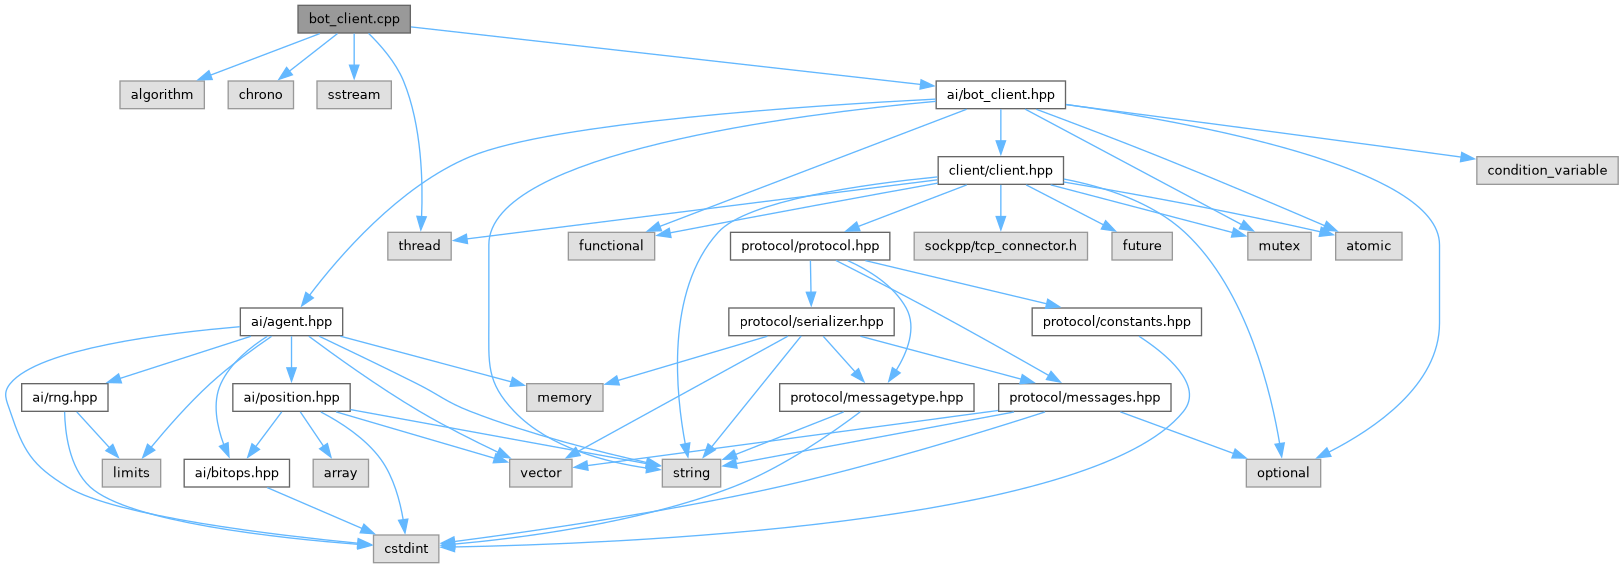 bot_client.cpp
algorithm
chrono
sstream
ai/bot_client.hpp
client/client.hpp
condition_variable
thread
functional
protocol/protocol.hpp
sockpp/tcp_connector.h
future
mutex
atomic
ai/agent.hpp
protocol/serializer.hpp
protocol/constants.hpp
ai/rng.hpp
ai/position.hpp
memory
protocol/messagetype.hpp
protocol/messages.hpp
limits
ai/bitops.hpp
array
vector
string
optional
cstdint